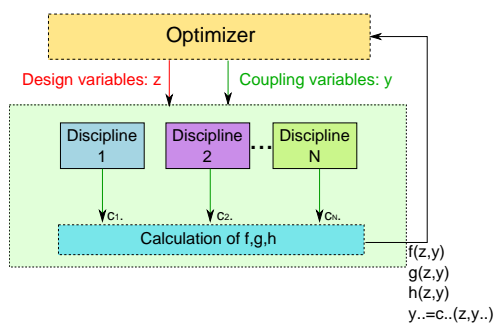 Optimizer
Design variables: z
Coupling variables: y
Discipline
1
Discipline
2
...
Discipline
N
c1.
c2.
cN.
Calculation of f,g,h
f(z,y)
g(z,y)
h(z,y)
y..=c..(z,y..)